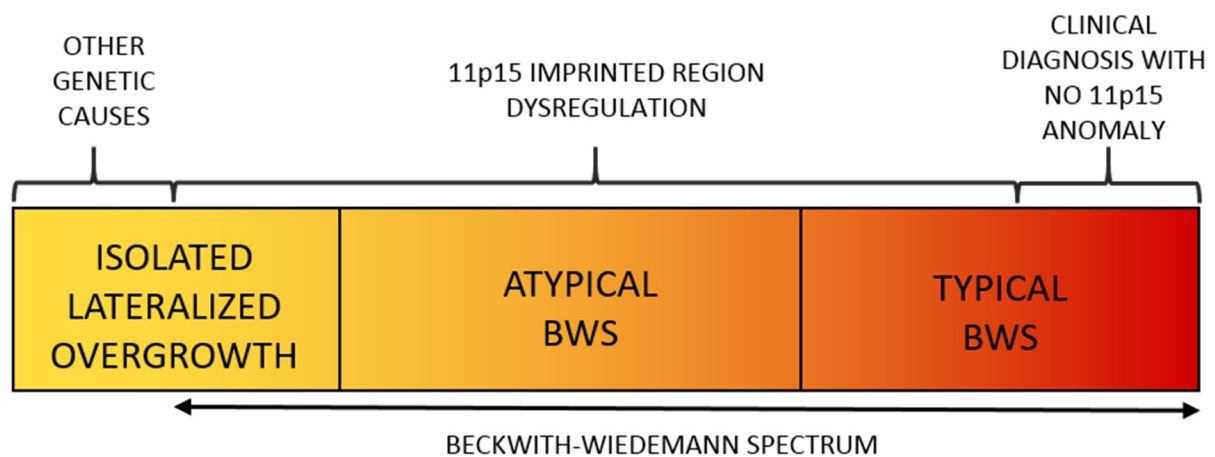 OTHER
GENETIC
CAUSES
11p15 IMPRINTED REGION
DYSREGULATION
CLINICAL
DIAGNOSIS WITH
NO 11p15
ANOMALY
ISOLATED
LATERALIZED
OVERGROWTH
ATYPICAL
BWS
TYPICAL
BWS
BECKWITH-WIEDEMANN SPECTRUM